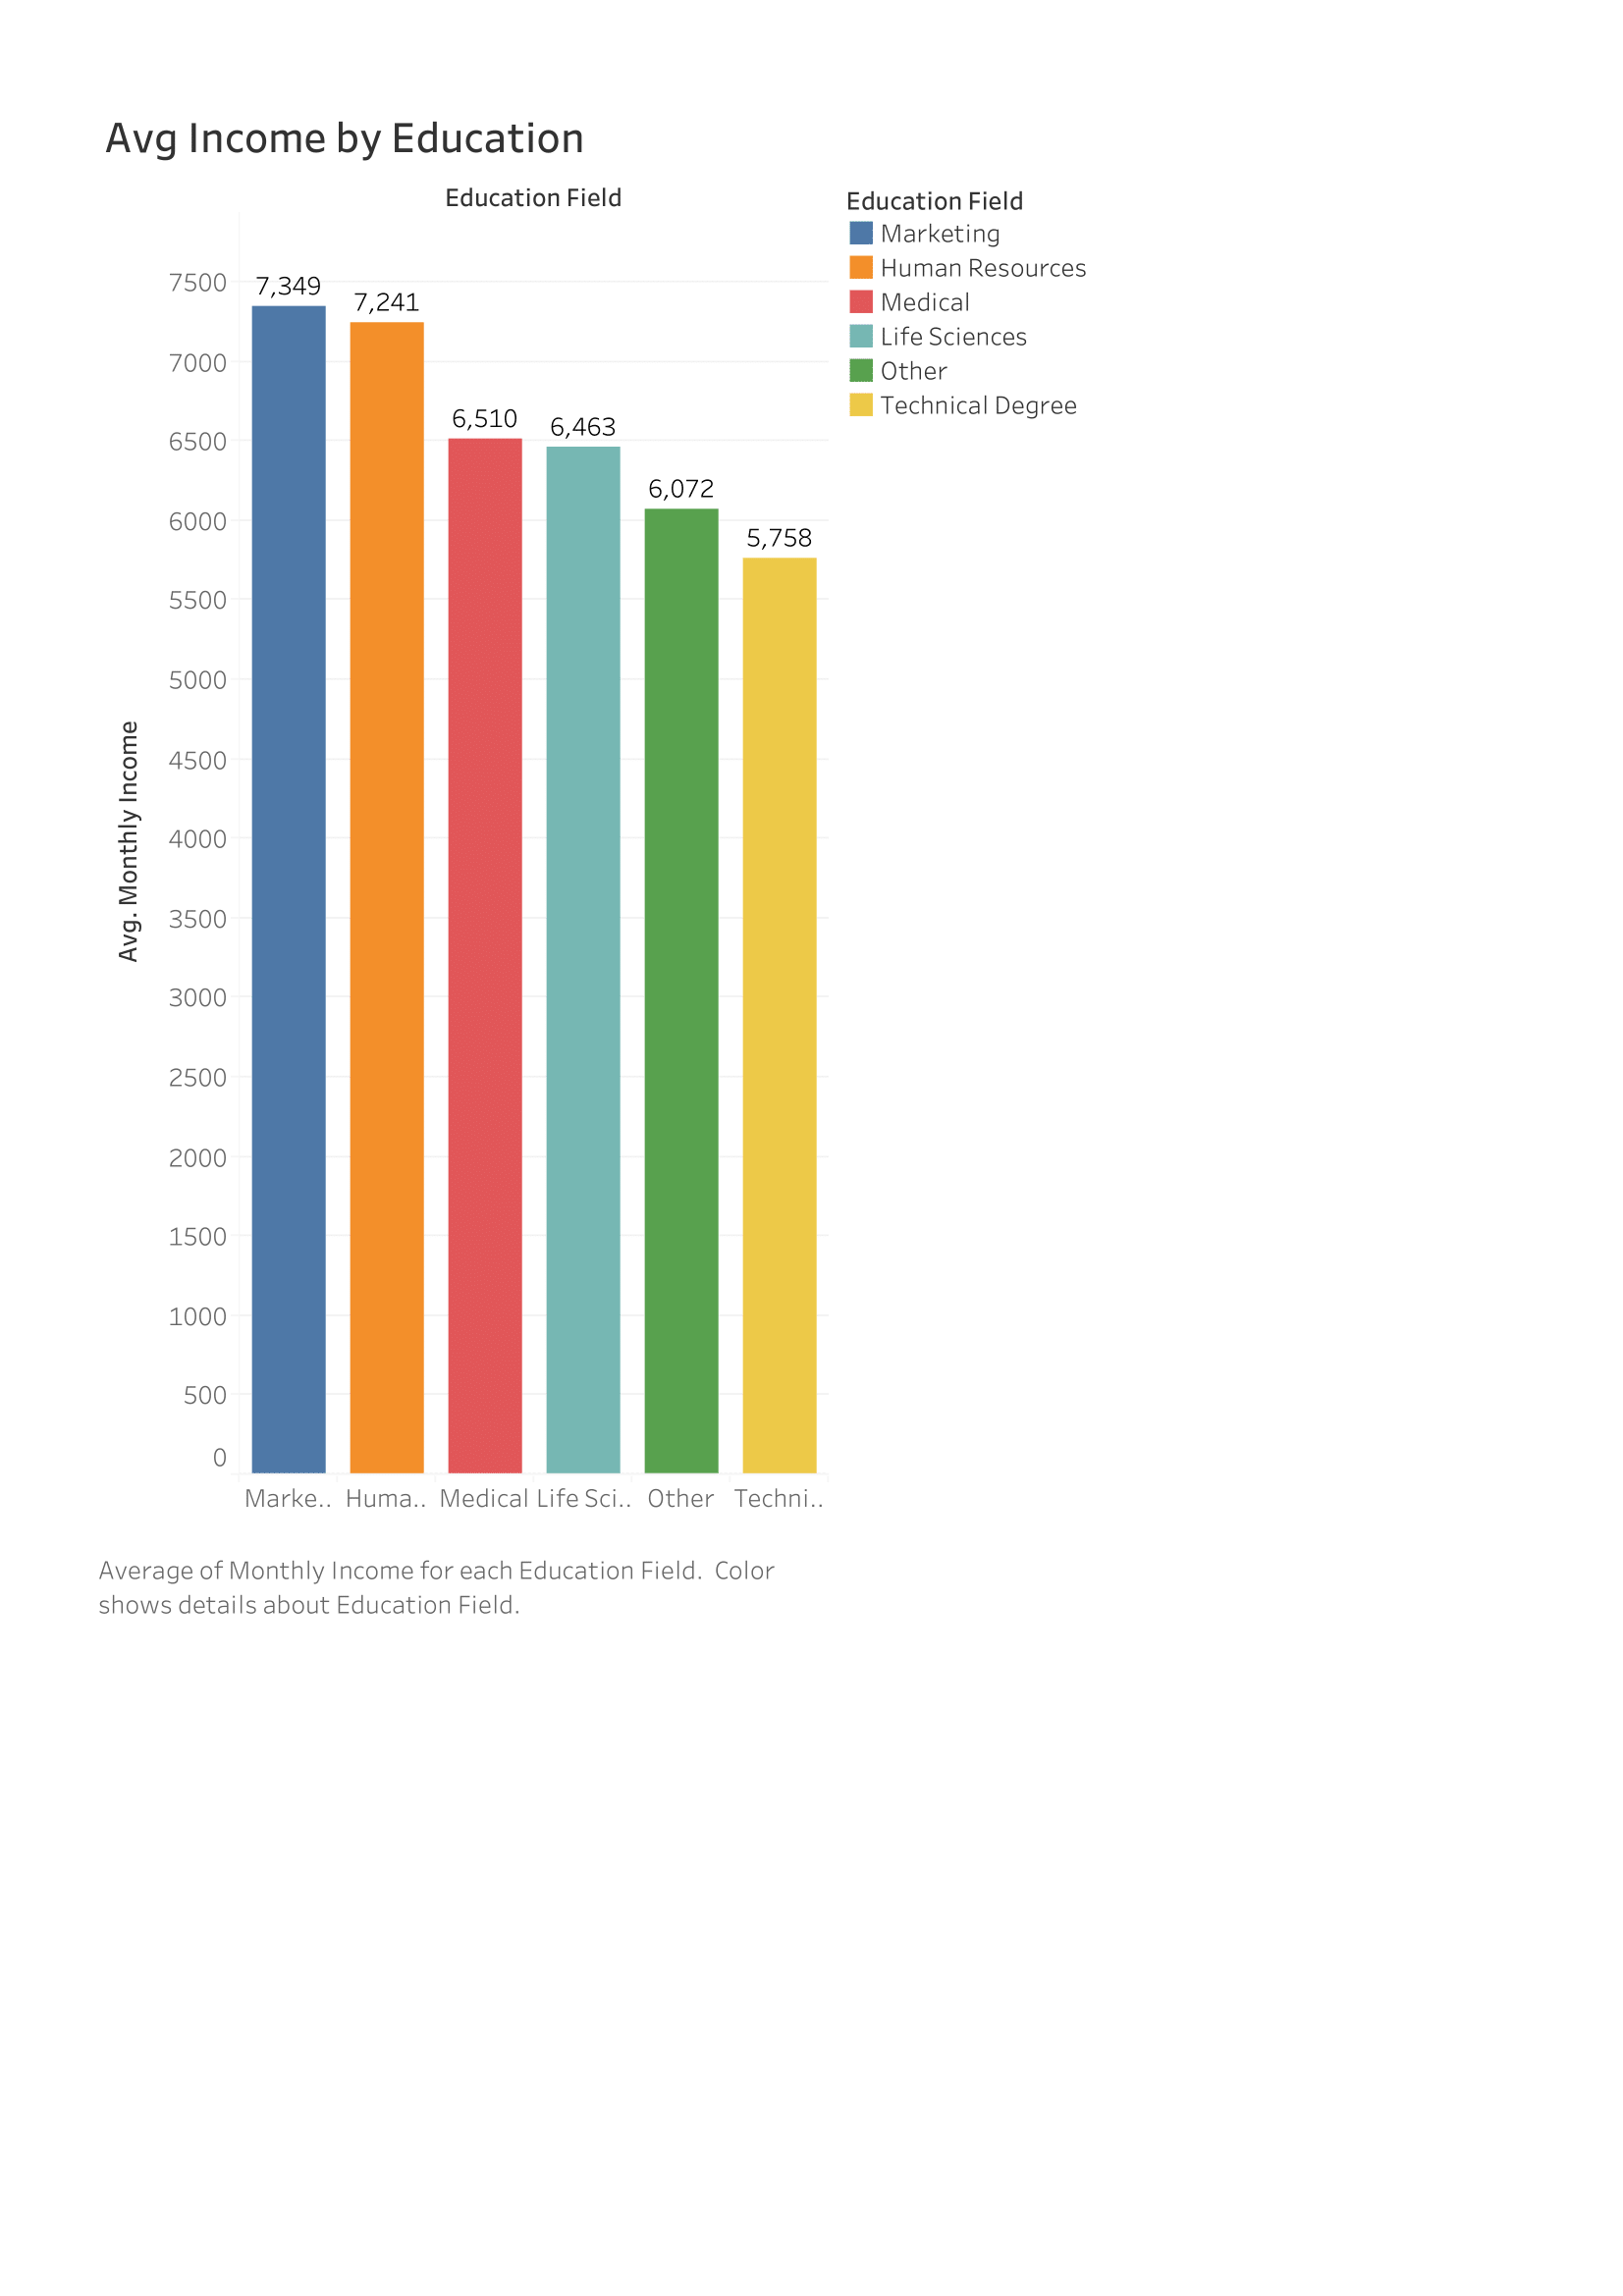 Avg Income by Education
Education Field
7500
7000
6500
6000
5500
5000
4500
4000
3500
3000
2500
2000
1500
1000
500
0
Avg. Monthly Income
7,349
7,241
6,510
6,463
6,072
5,758
Marke.. Huma.. Medical Life Sci.. Other Techni..
Education Field
Marketing
Human Resources
Medical
Life Sciences
Other
Technical Degree
Average of Monthly Income for each Education Field. Color
shows details about Education Field.